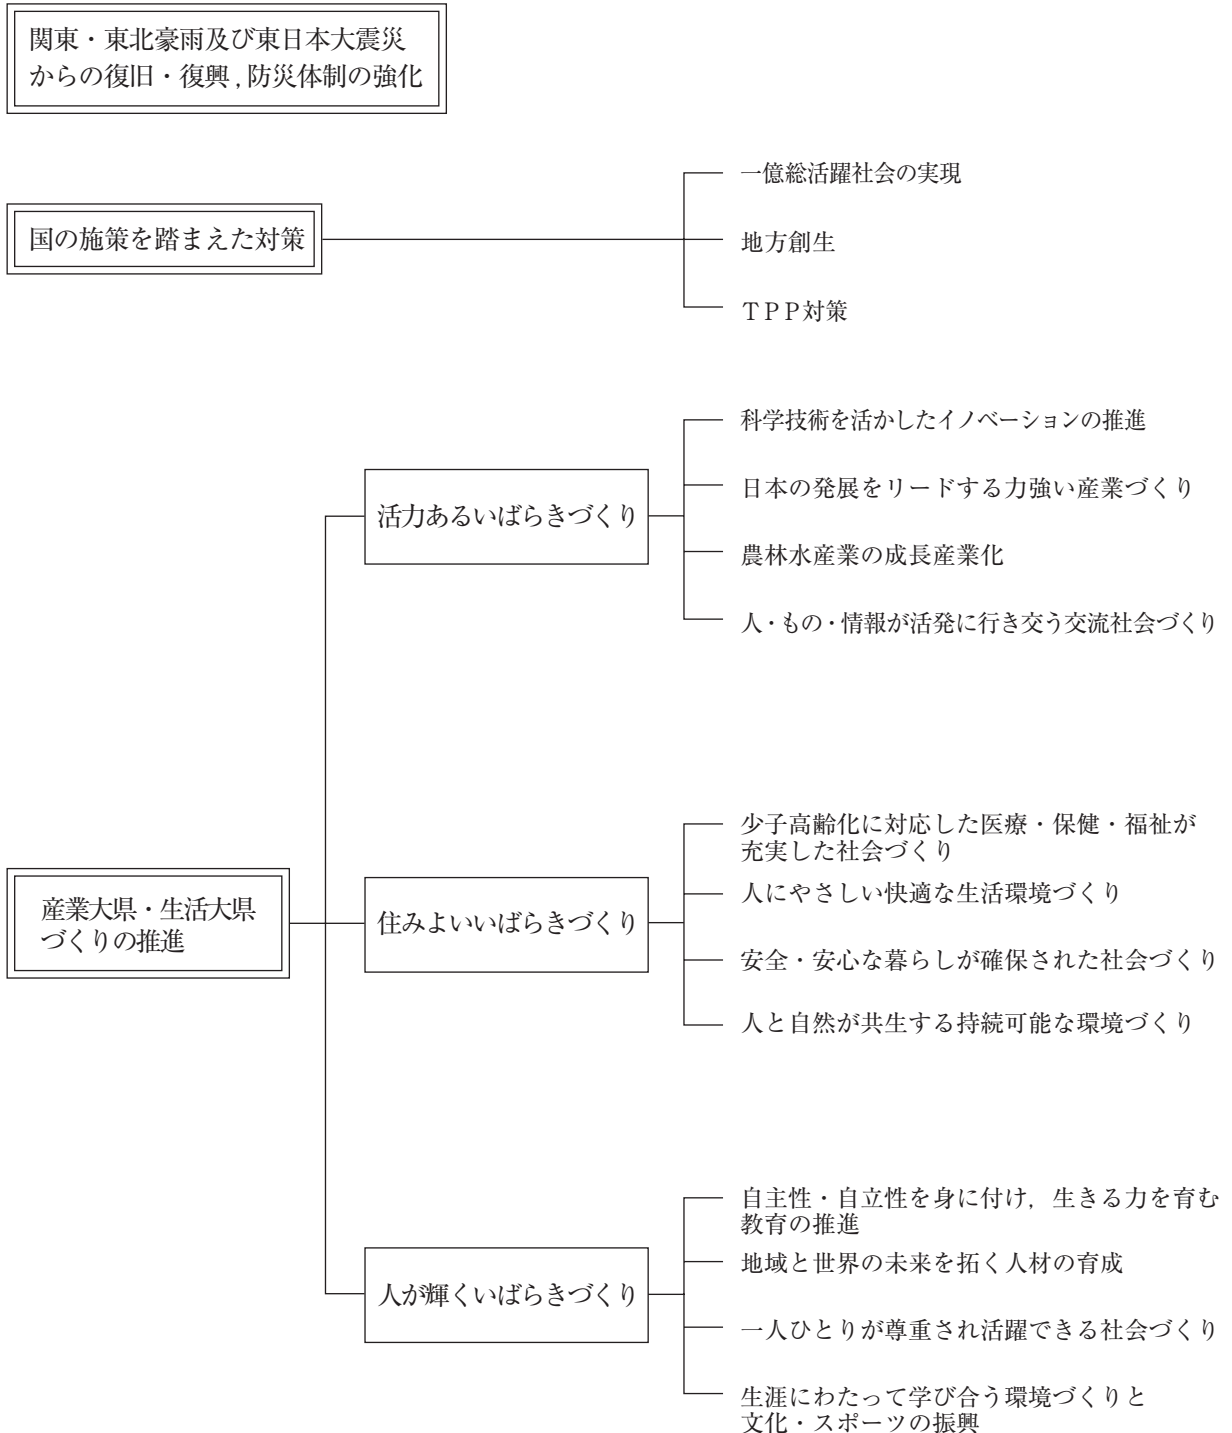 関東・東北豪雨及び東日本大震災
からの復旧・復興,防災体制の強化
国の施策を踏まえた対策
一億総活躍社会の実現
地方創生
ＴＰＰ対策
産業大県・生活大県
づくりの推進
活力あるいばらきづくり
科学技術を活かしたイノベーションの推進
日本の発展をリードする力強い産業づくり
農林水産業の成長産業化
人・もの・情報が活発に行き交う交流社会づくり
住みよいいばらきづくり
少子高齢化に対応した医療・保健・福祉が
充実した社会づくり
人にやさしい快適な生活環境づくり
安全・安心な暮らしが確保された社会づくり
人と自然が共生する持続可能な環境づくり
人が輝くいばらきづくり
自主性・自立性を身に付け，生きる力を育む
教育の推進
地域と世界の未来を拓く人材の育成
一人ひとりが尊重され活躍できる社会づくり
生涯にわたって学び合う環境づくりと
文化・スポーツの振興